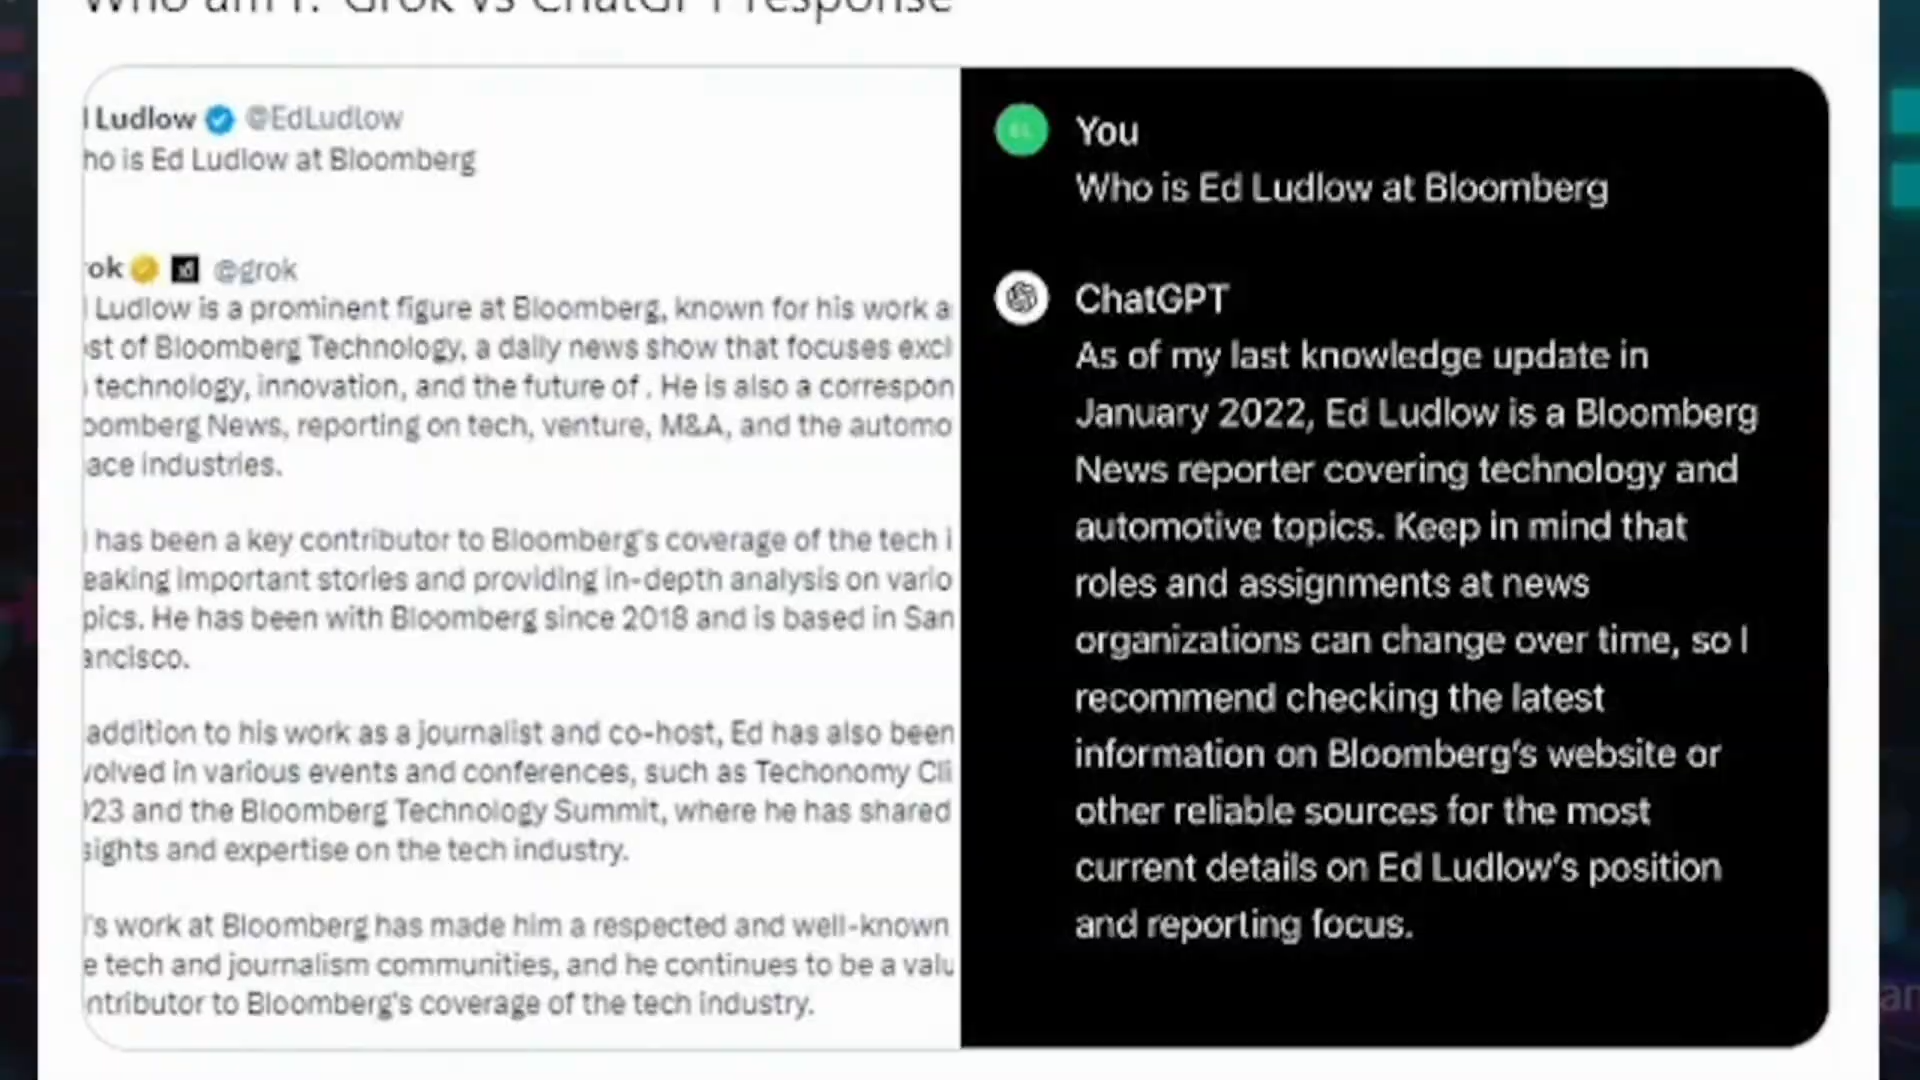 Who am I? Grok vs ChatGPT response
Ludlow @EdLudlow
ho is Ed Ludlow at Bloomberg
ok @grok
Ludlow is a prominent figure at Bloomberg, known for his work a
st of Bloomberg Technology, a daily news show that focuses excl
technology, innovation, and the future of . He is also a correspon
oomberg News, reporting on tech, venture, M&A, and the automo
ace industries.
has been a key contributor to Bloomberg's coverage of the tech i
eaking important stories and providing in-depth analysis on vario
pics. He has been with Bloomberg since 2018 and is based in San
ancisco.
addition to his work as a journalist and co-host, Ed has also been
volved in various events and conferences, such as Techonomy Cli
023 and the Bloomberg Technology Summit, where he has shared
sights and expertise on the tech industry.
's work at Bloomberg has made him a respected and well-known
e tech and journalism communities, and he continues to be a valu
ntributor to Bloomberg's coverage of the tech industry.
You
Who is Ed Ludlow at Bloomberg
ChatGPT
As of my last knowledge update in
January 2022, Ed Ludlow is a Bloomberg
News reporter covering technology and
automotive topics. Keep in mind that
roles and assignments at news
organizations can change over time, so I
recommend checking the latest
information on Bloomberg's website or
other reliable sources for the most
current details on Ed Ludlow's position
and reporting focus.